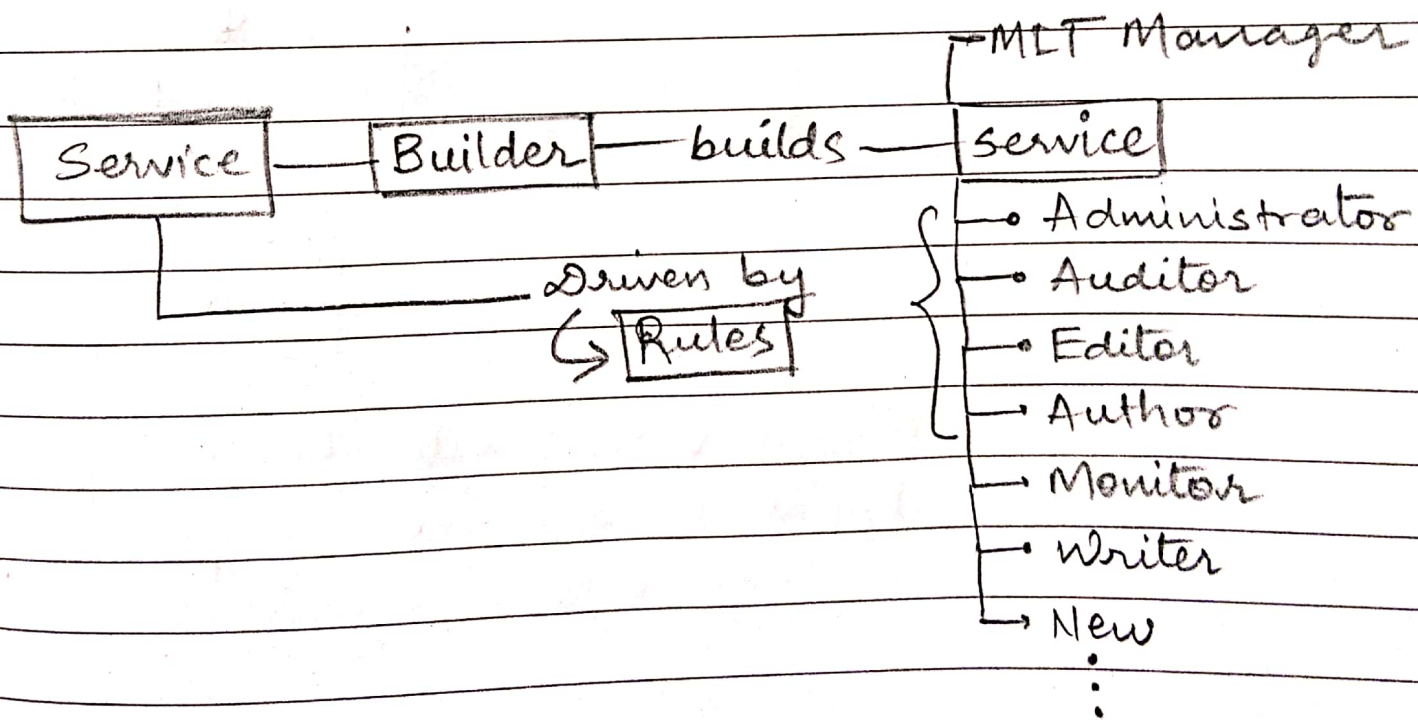 MLT Manager
Service Builder builds service
Administrator
Driven by
Auditor
Rules
Editor
Author
Monitor
Writer
New